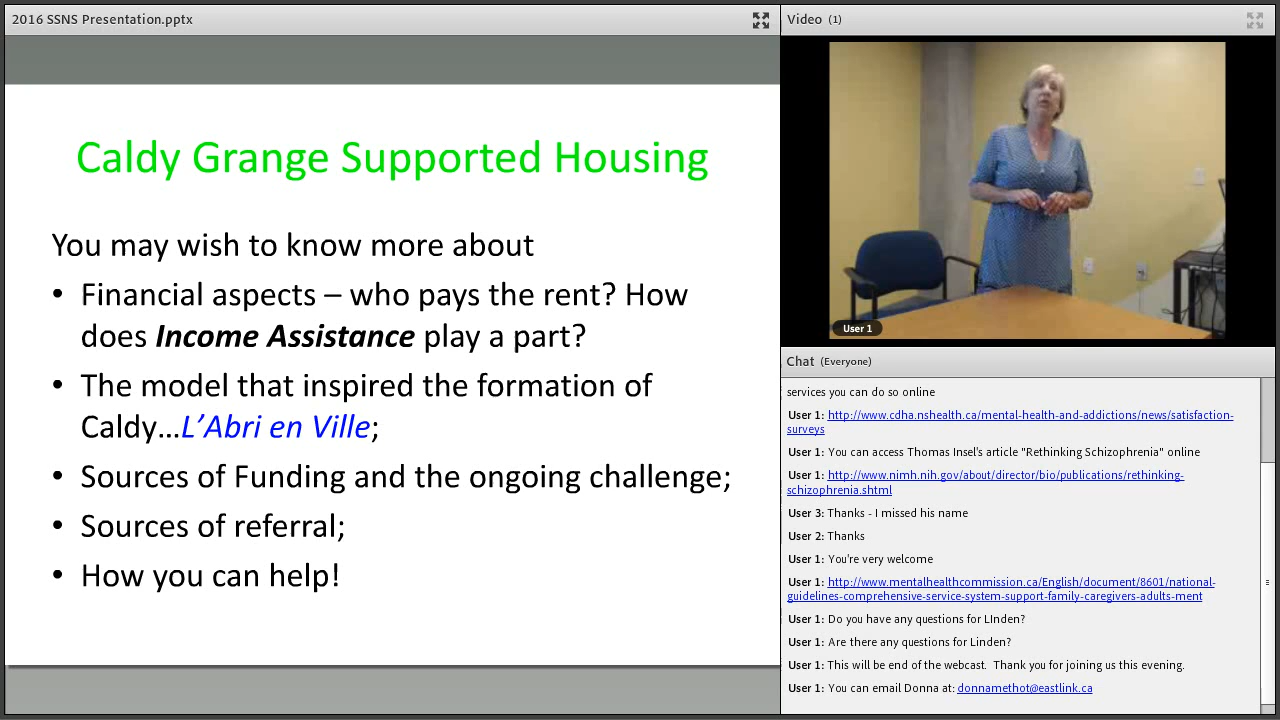 2016 SSNS Presentation.pptx
Caldy Grange Supported Housing
You may wish to know more about
• Financial aspects – who pays the rent? How
does Income Assistance play a part?
• The model that inspired the formation of
Caldy...L’Abri en Ville;
• Sources of Funding and the ongoing challenge;
• Sources of referral;
• How you can help!
Video (1)
User 1
Chat (Everyone)
services you can do so online
User 1: http://www.cdha.nshealth.ca/mental-health-and-addictions/news/satisfaction-
surveys
User 1: You can access Thomas Insel's article "Rethinking Schizophrenia" online
User 1: http://www.nimh.nih.gov/about/director/bio/publications/rethinking-
schizophrenia.shtml
User 3: Thanks - I missed his name
User 2: Thanks
User 1: You're very welcome
User 1: http://www.mentalhealthcommission.ca/English/document/8601/national-
guidelines-comprehensive-service-system-support-family-caregivers-adults-ment
User 1: Do you have any questions for LInden?
User 1: Are there any questions for Linden?
User 1: This will be end of the webcast.  Thank you for joining us this evening.
User 1: You can email Donna at: donnamethot@eastlink.ca